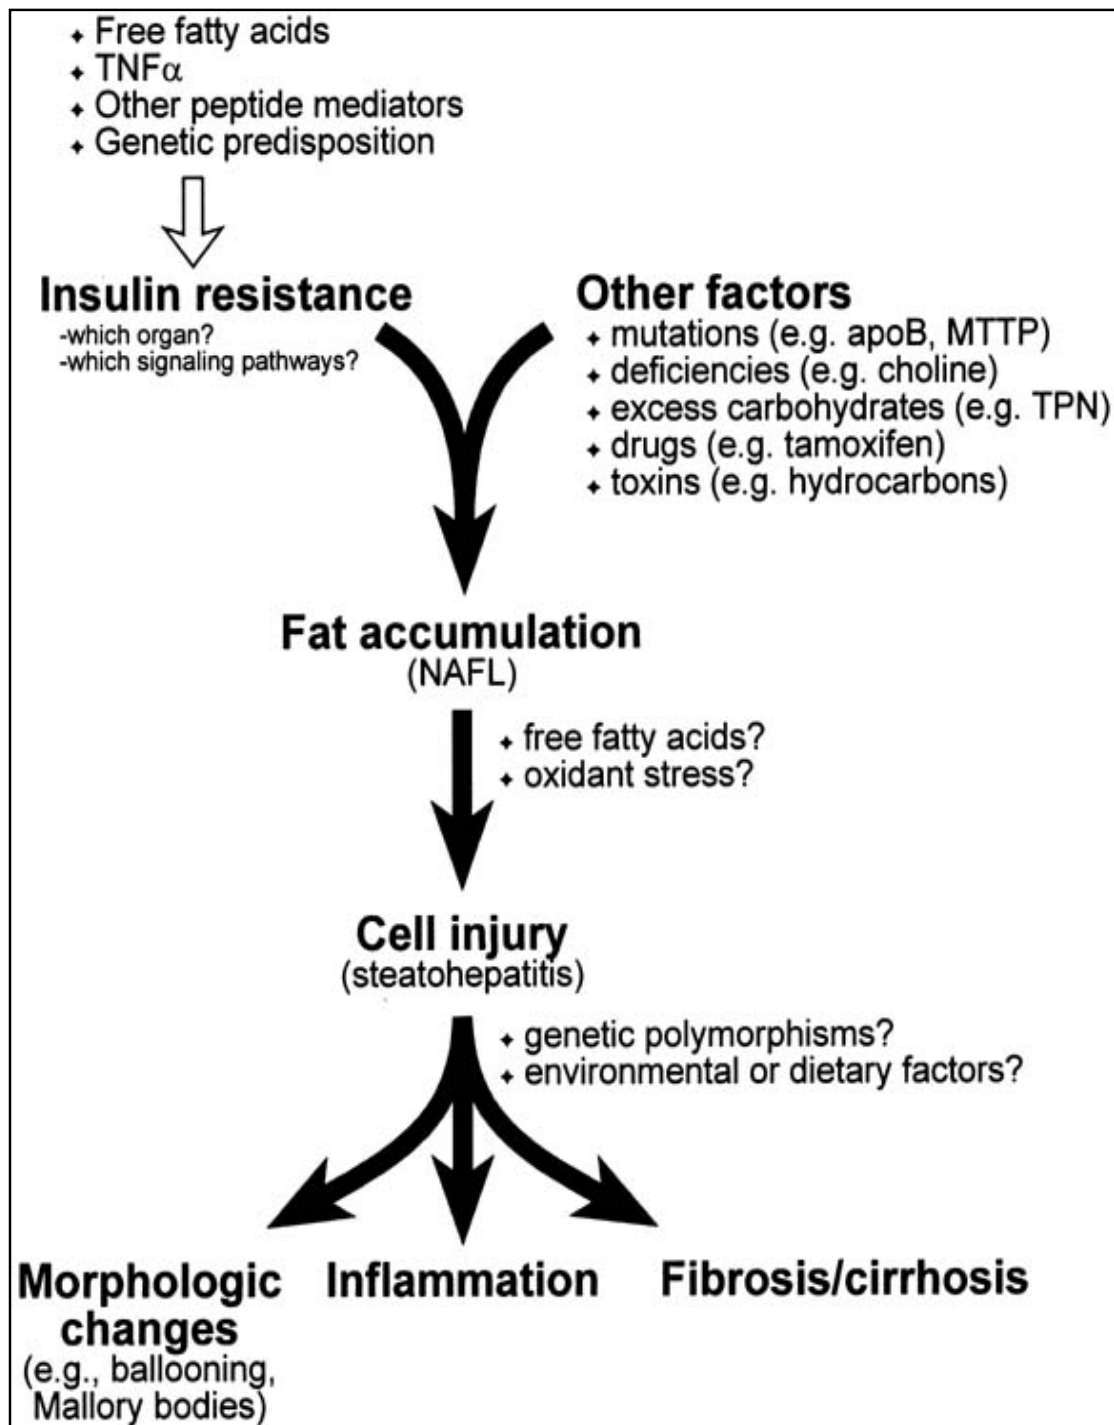 Free fatty acids
TNFα
Other peptide mediators
Genetic predisposition
Insulin resistance
-which organ?
-which signaling pathways?
Other factors
mutations (e.g. apoB, MTTP)
deficiencies (e.g. choline)
excess carbohydrates (e.g. TPN)
drugs (e.g. tamoxifen)
toxins (e.g. hydrocarbons)
Fat accumulation
(NAFL)
free fatty acids?
oxidant stress?
Cell injury
(steatohepatitis)
genetic polymorphisms?
environmental or dietary factors?
Morphologic
changes
(e.g., ballooning,
Mallory bodies)
Inflammation
Fibrosis/cirrhosis